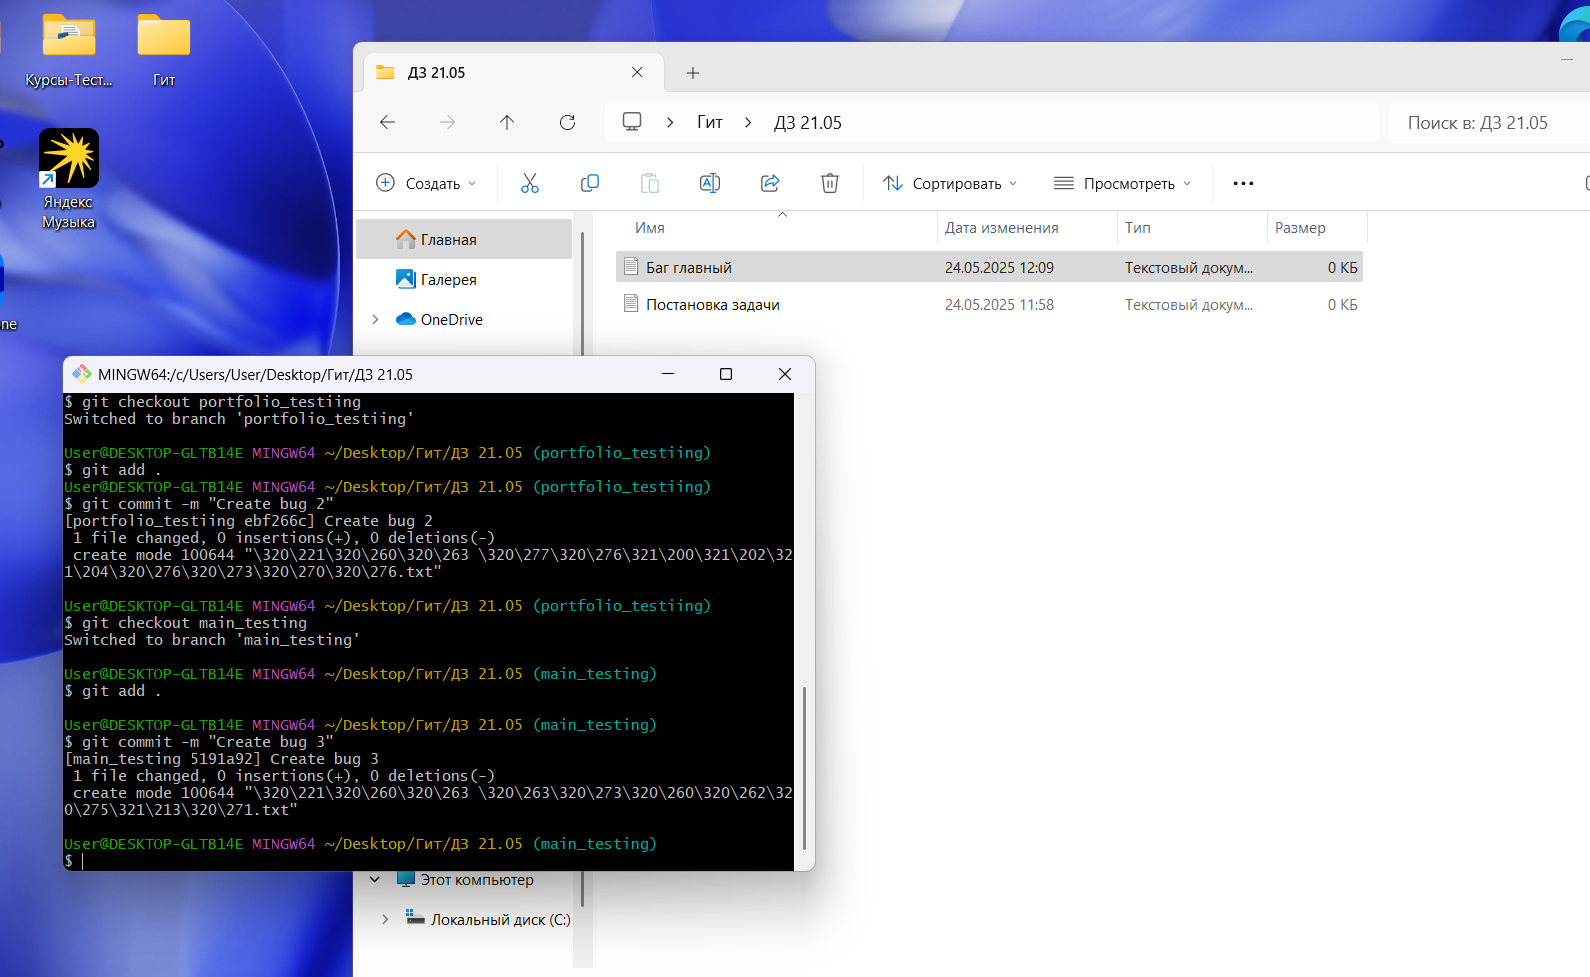 Курсы-Тест...
Гит
Яндекс
Музыка
ne
ДЗ 21.05
Гит
ДЗ 21.05
Поиск в: ДЗ 21.05
Создать
Сортировать
Просмотреть
Имя
Дата изменения
Тип
Размер
Главная
Галерея
OneDrive
Баг главный
24.05.2025 12:09
Текстовый докум...
0 КБ
Постановка задачи
24.05.2025 11:58
Текстовый докум...
0 КБ
MINGW64:/c/Users/User/Desktop/Гит/ДЗ 21.05
$ git checkout portfolio_testiing
Switched to branch 'portfolio_testiing'
User@DESKTOP-GLTB14E MINGW64 ~/Desktop/Гит/ДЗ 21.05 (portfolio_testiing)
$ git add .
User@DESKTOP-GLTB14E MINGW64 ~/Desktop/Гит/ДЗ 21.05 (portfolio_testiing)
$ git commit -m "Create bug 2"
[portfolio_testiing ebf266c] Create bug 2
1 file changed, 0 insertions(+), 0 deletions(-)
create mode 100644 "\320\221\320\260\320\263 \320\277\320\276\321\200\321\202\32
1\204\320\276\320\273\320\270\320\276.txt"
User@DESKTOP-GLTB14E MINGW64 ~/Desktop/Гит/ДЗ 21.05 (portfolio_testiing)
$ git checkout main_testing
Switched to branch 'main_testing'
User@DESKTOP-GLTB14E MINGW64 ~/Desktop/Гит/ДЗ 21.05 (main_testing)
$ git add .
User@DESKTOP-GLTB14E MINGW64 ~/Desktop/Гит/ДЗ 21.05 (main_testing)
$ git commit -m "Create bug 3"
[main_testing 5191a92] Create bug 3
1 file changed, 0 insertions(+), 0 deletions(-)
create mode 100644 "\320\221\320\260\320\263 \320\263\320\273\320\260\320\262\32
0\275\321\213\320\271.txt"
User@DESKTOP-GLTB14E MINGW64 ~/Desktop/Гит/ДЗ 21.05 (main_testing)
$
Этот компьютер
Локальный диск (C:)